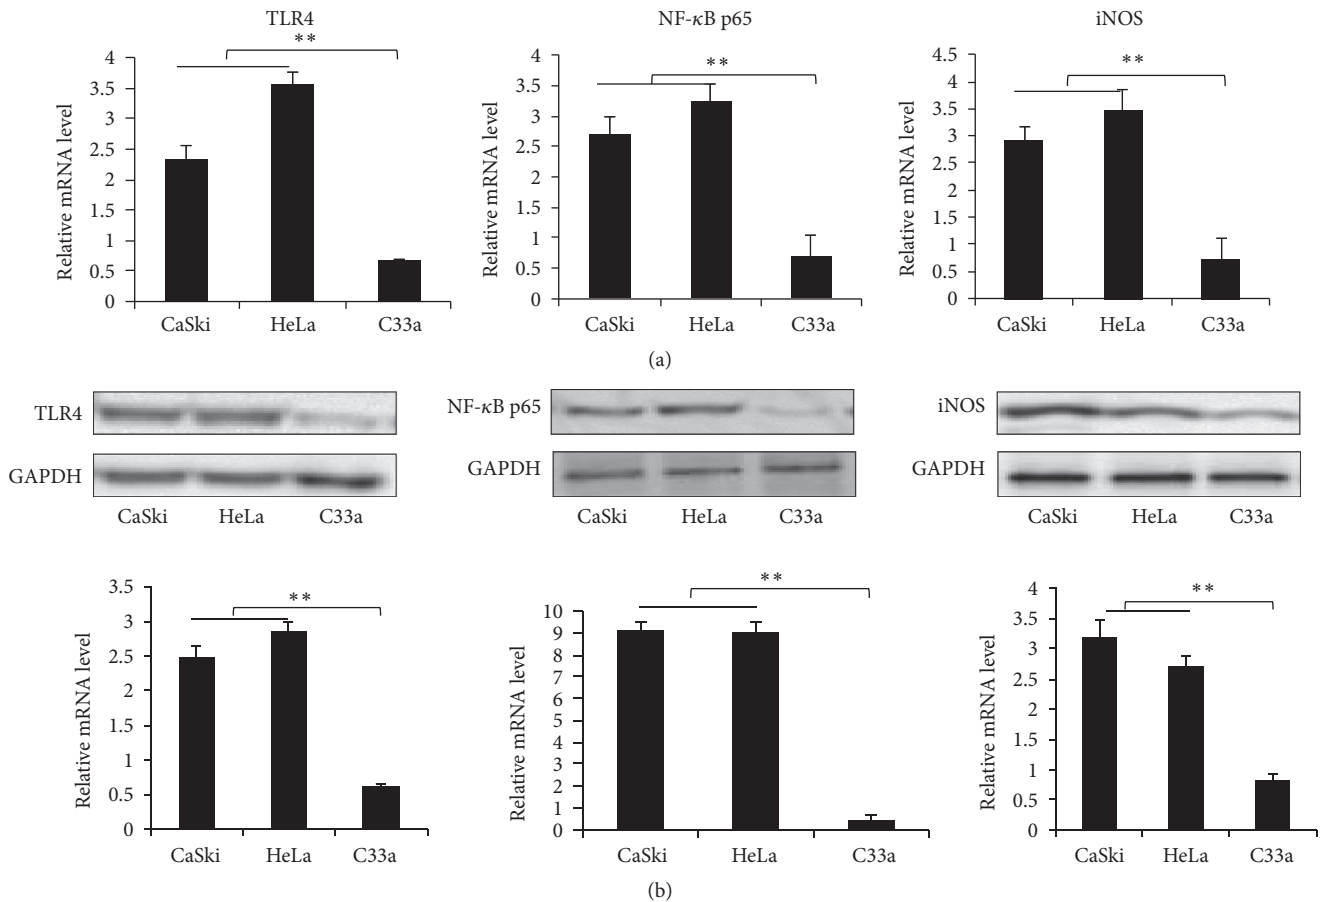 TLR4
**
Relative mRNA level
4
3.5
3
2.5
2
1.5
1
0.5
0
CaSki HeLa C33a
NF-κB p65
**
Relative mRNA level
4
3.5
3
2.5
2
1.5
1
0.5
0
CaSki HeLa C33a
iNOS
**
Relative mRNA level
4.5
4
3.5
3
2.5
2
1.5
1
0.5
0
CaSki HeLa C33a
(a)
TLR4
GAPDH
CaSki HeLa C33a
NF-κB p65
GAPDH
CaSki HeLa C33a
iNOS
GAPDH
CaSki HeLa C33a
**
Relative mRNA level
3.5
3
2.5
2
1.5
1
0.5
0
CaSki HeLa C33a
**
Relative mRNA level
10
9
8
7
6
5
4
3
2
1
0
CaSki HeLa C33a
**
Relative mRNA level
4
3.5
3
2.5
2
1.5
1
0.5
0
CaSki HeLa C33a
(b)